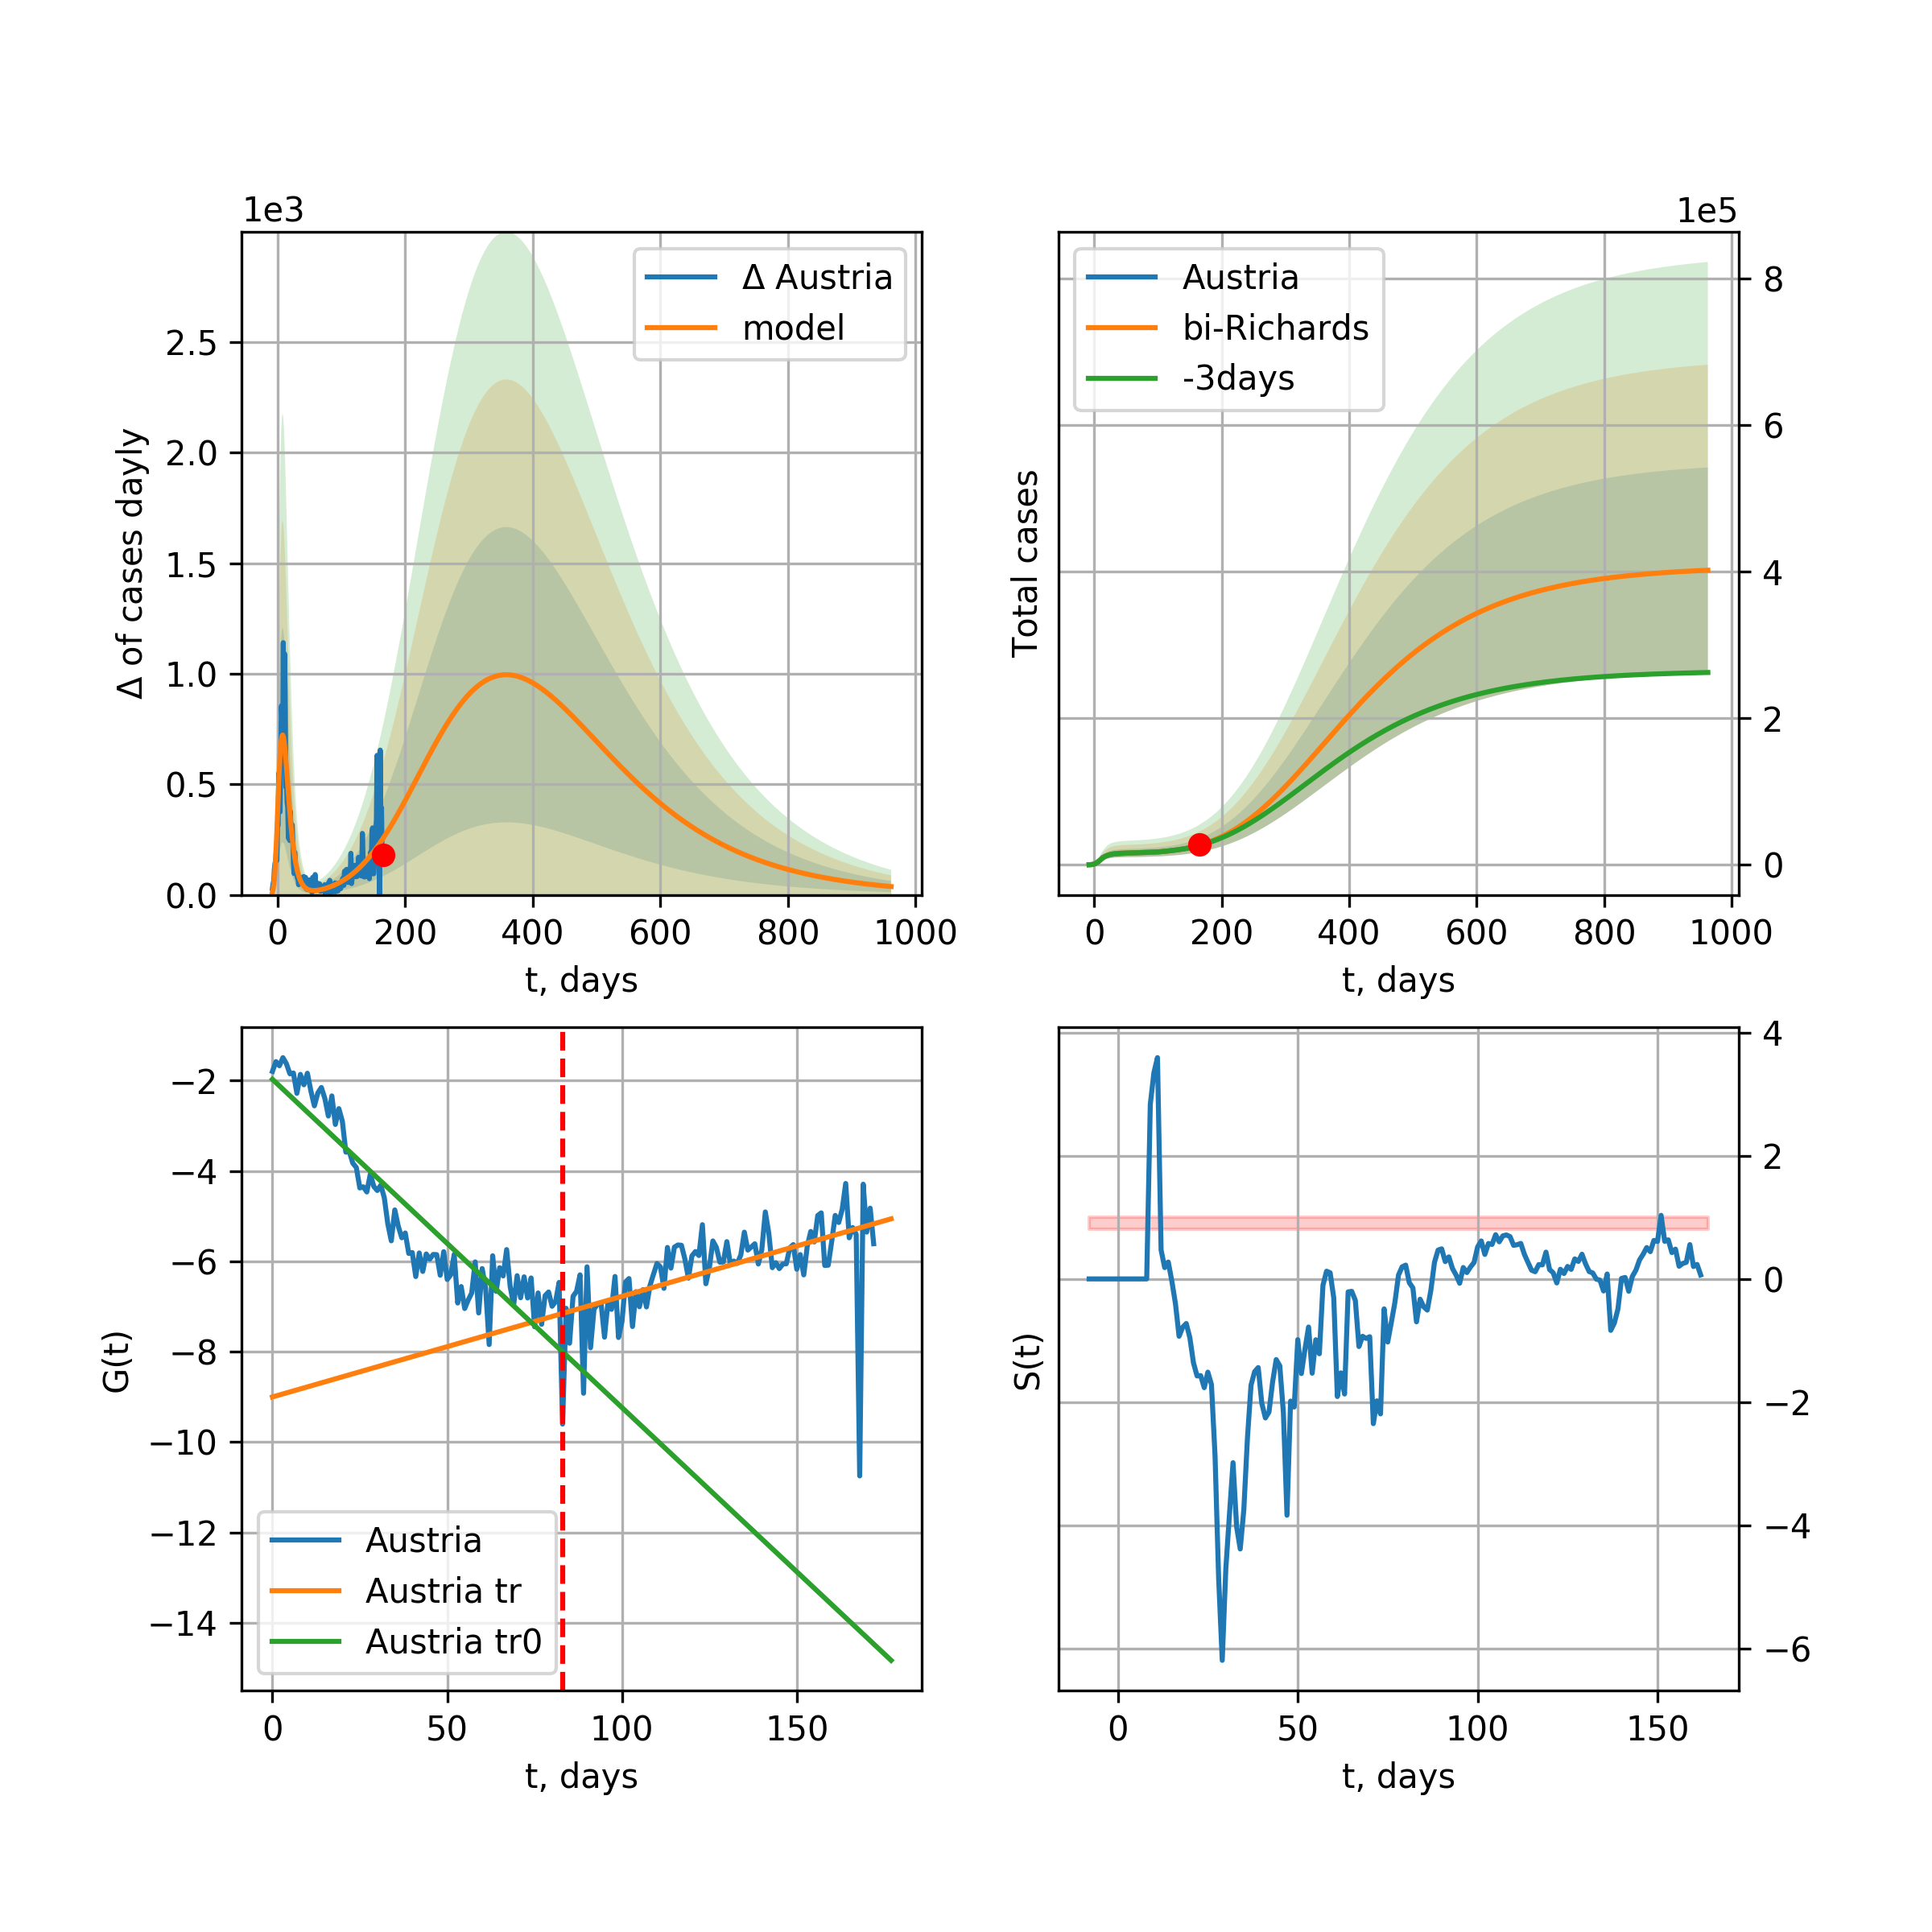 1e3
Δ of cases dayly
2.5
2.0
1.5
1.0
0.5
0.0
0 200 400 600 800 1000
t, days
Δ Austria
model
1e5
Total cases
8
6
4
2
0
0 200 400 600 800 1000
t, days
Austria
bi-Richards
-3days
G(t)
−2
−4
−6
−8
−10
−12
−14
0 50 100 150
t, days
Austria
Austria tr
Austria tr0
S(t)
4
2
0
−2
−4
−6
0 50 100 150
t, days